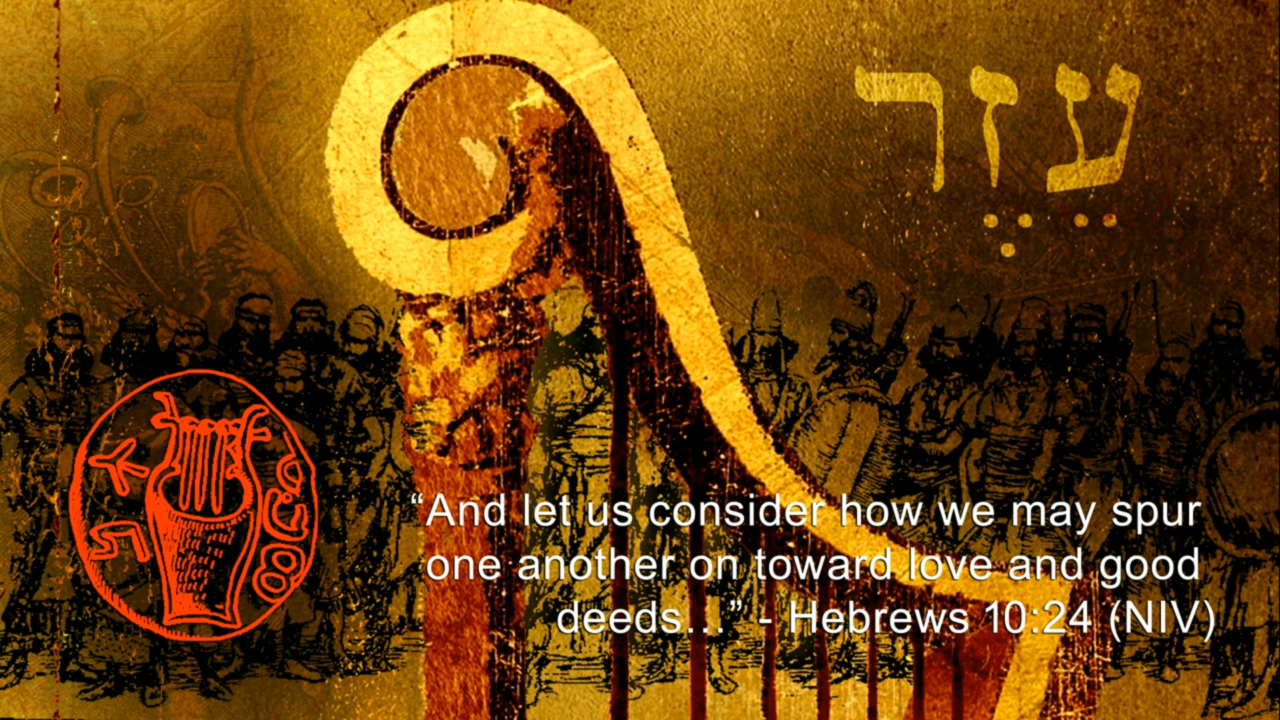 עֵזֶר
“And let us consider how we may spur
one another on toward love and good
deeds…” - Hebrews 10:24 (NIV)